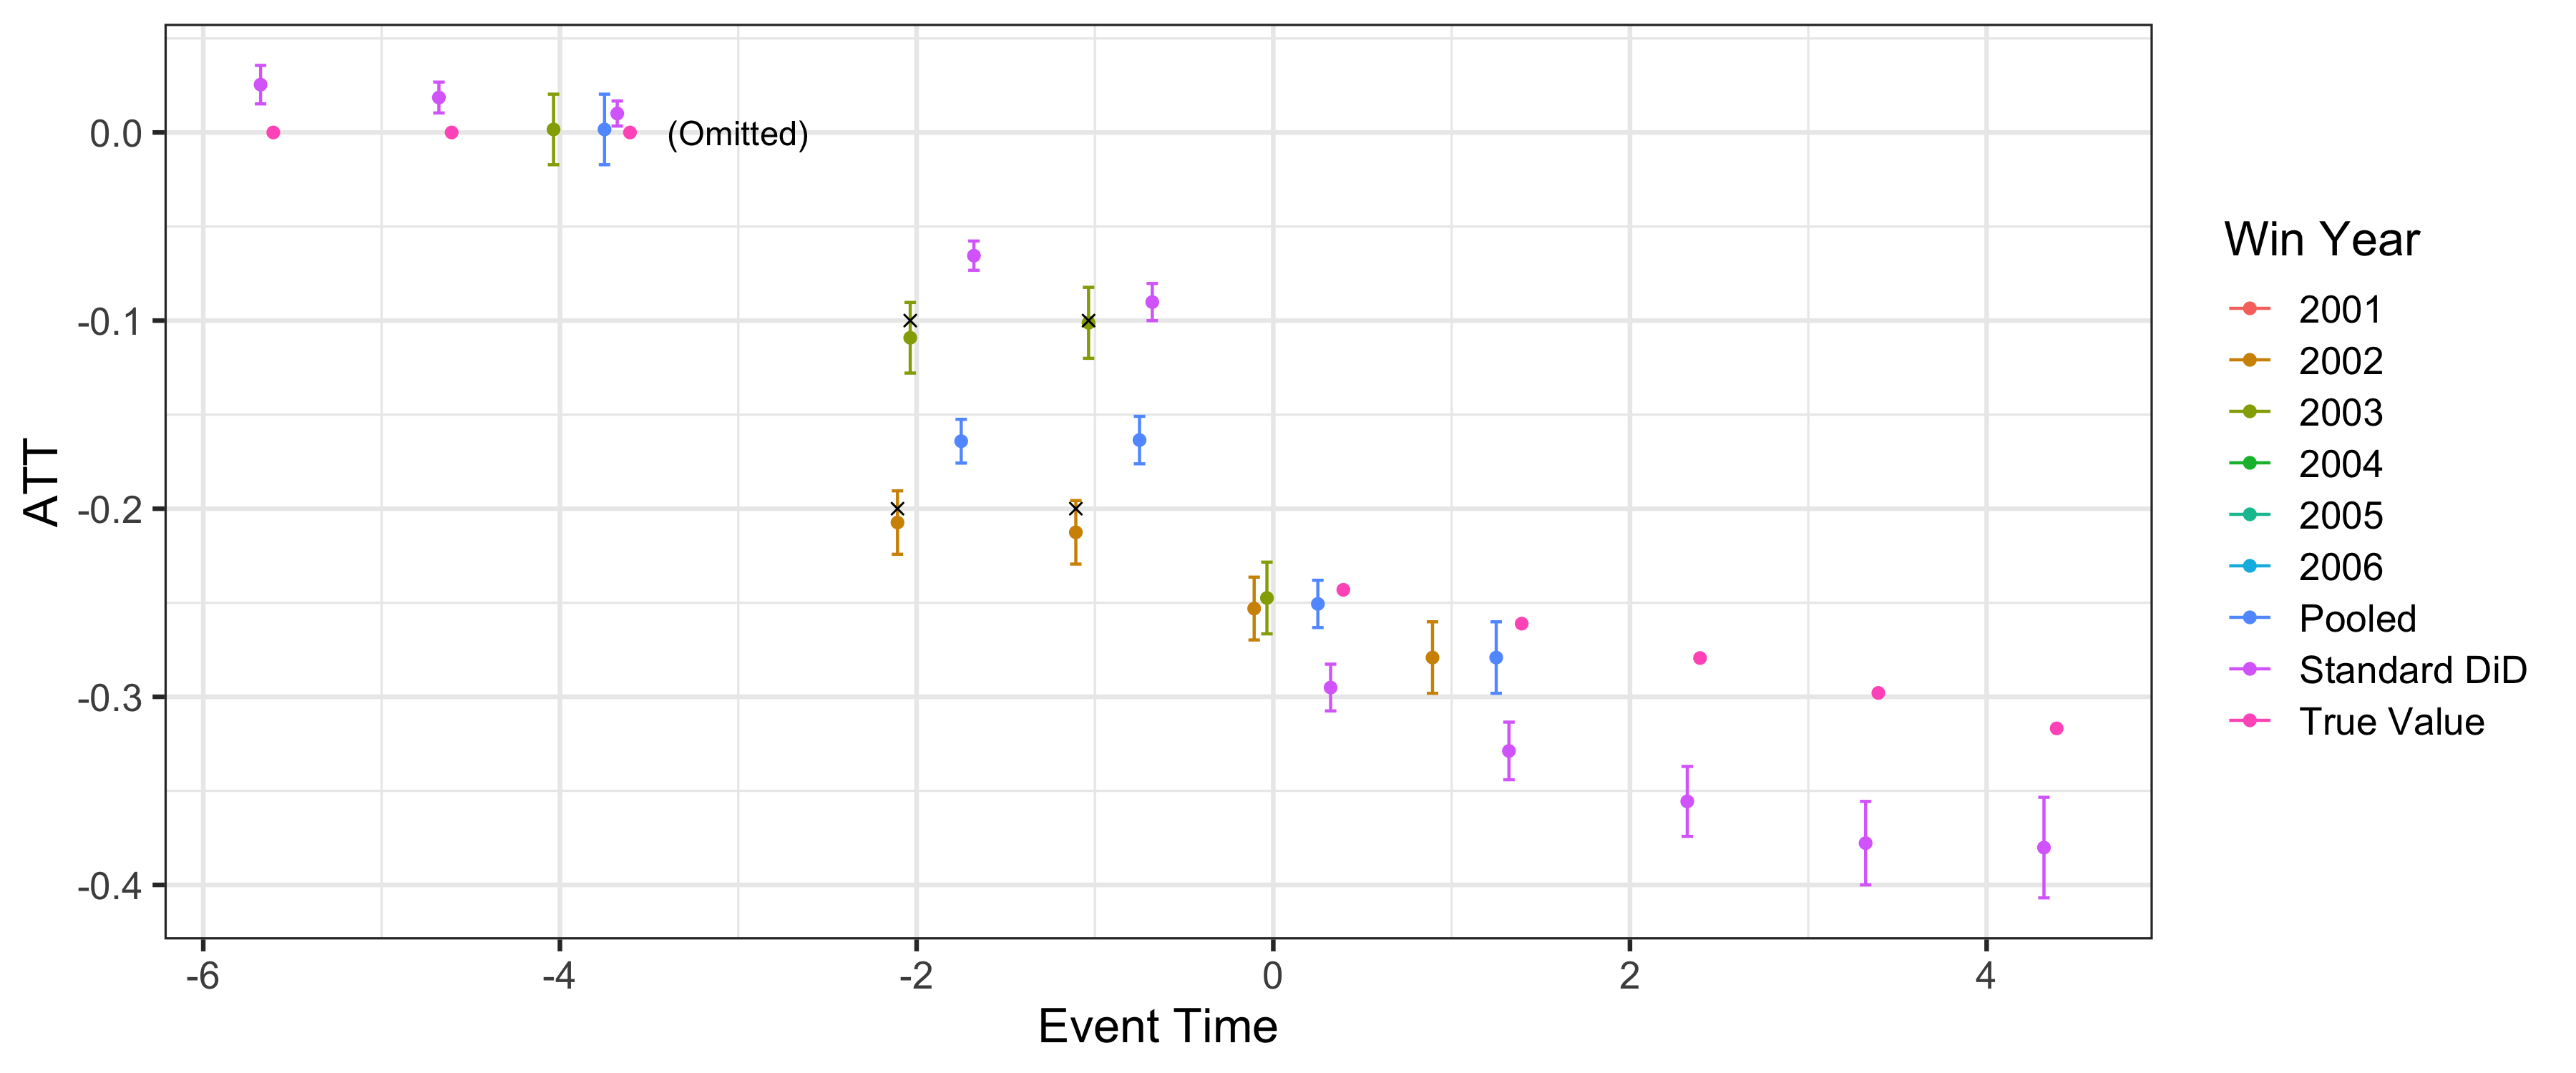 0.0
-0.1
-0.2
-0.3
-0.4
ATT
(Omitted)
-6
-4
-2
0
2
4
Event Time
Win Year
2001
2002
2003
2004
2005
2006
Pooled
Standard DiD
True Value